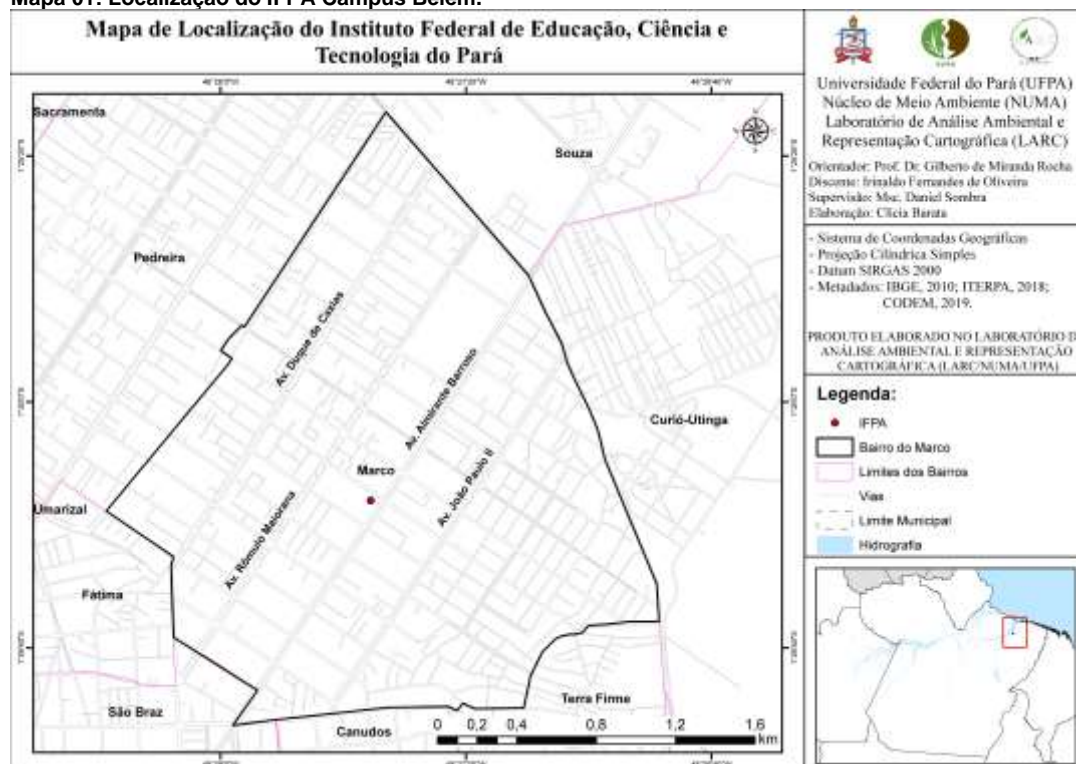 Mapa 01: Localização do IFPA Campus Belém.
Mapa de Localização do Instituto Federal de Educação, Ciência e
Tecnologia do Pará
Universidade Federal do Pará (UFPA)
Núcleo de Meio Ambiente (NUMA)
Laboratório de Análise Ambiental e
Representação Cartográfica (LARC)
Orientador: Prof. Dr. Gilberto de Miranda Rocha
Discente: Irinaldo Fernandes de Oliveira
Supervisão: Msc. Daniel Sombra
Elaboração: Clicia Barata
- Sistema de Coordenadas Geográficas
- Projeção Cilíndrica Simples
- Datum SIRGAS 2000
- Metadados: IBGE, 2010; ITERPA, 2018;
CODEM, 2019.
PRODUTO ELABORADO NO LABORATÓRIO D
ANÁLISE AMBIENTAL E REPRESENTAÇÃO
CARTOGRÁFICA (LARC/NUMA/UFPA)
Legenda:
IFPA
Bairro do Marco
Limites dos Bairros
Vias
Limite Municipal
Hidrografia
Sacramenta
Souza
Pedreira
Av. Duque de Caxias
Av. Almirante Barroso
Curió-Utinga
Marco
Av. João Paulo II
Av. Rômulo Maiorana
Umarizal
Fátima
São Braz
Canudos
Terra Firme
0 0,2 0,4 0,8 1,2 1,6
km